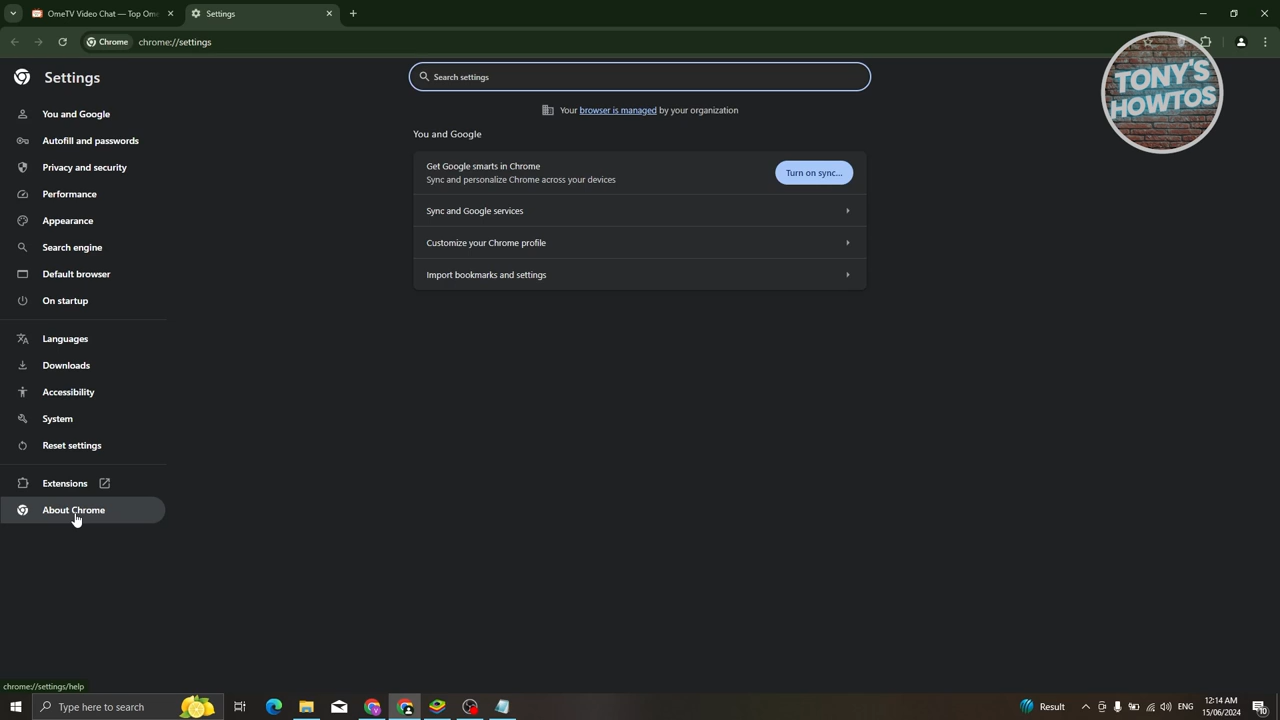 OmeTV Video Chat — Top Ome
Settings
Chrome
chrome://settings
Settings
Search settings
TONY'S
HOWTOS
Your browser is managed by your organization
You and Google
Autofill and passwords
Privacy and security
Performance
Appearance
Search engine
Default browser
On startup
Languages
Downloads
Accessibility
System
Reset settings
Extensions
About Chrome
You and Google
Get Google smarts in Chrome
Sync and personalize Chrome across your devices
Turn on sync...
Sync and Google services
Customize your Chrome profile
Import bookmarks and settings
chrome://settings/help
Type here to search
Result
ENG
12:14 AM
15/06/2024
10